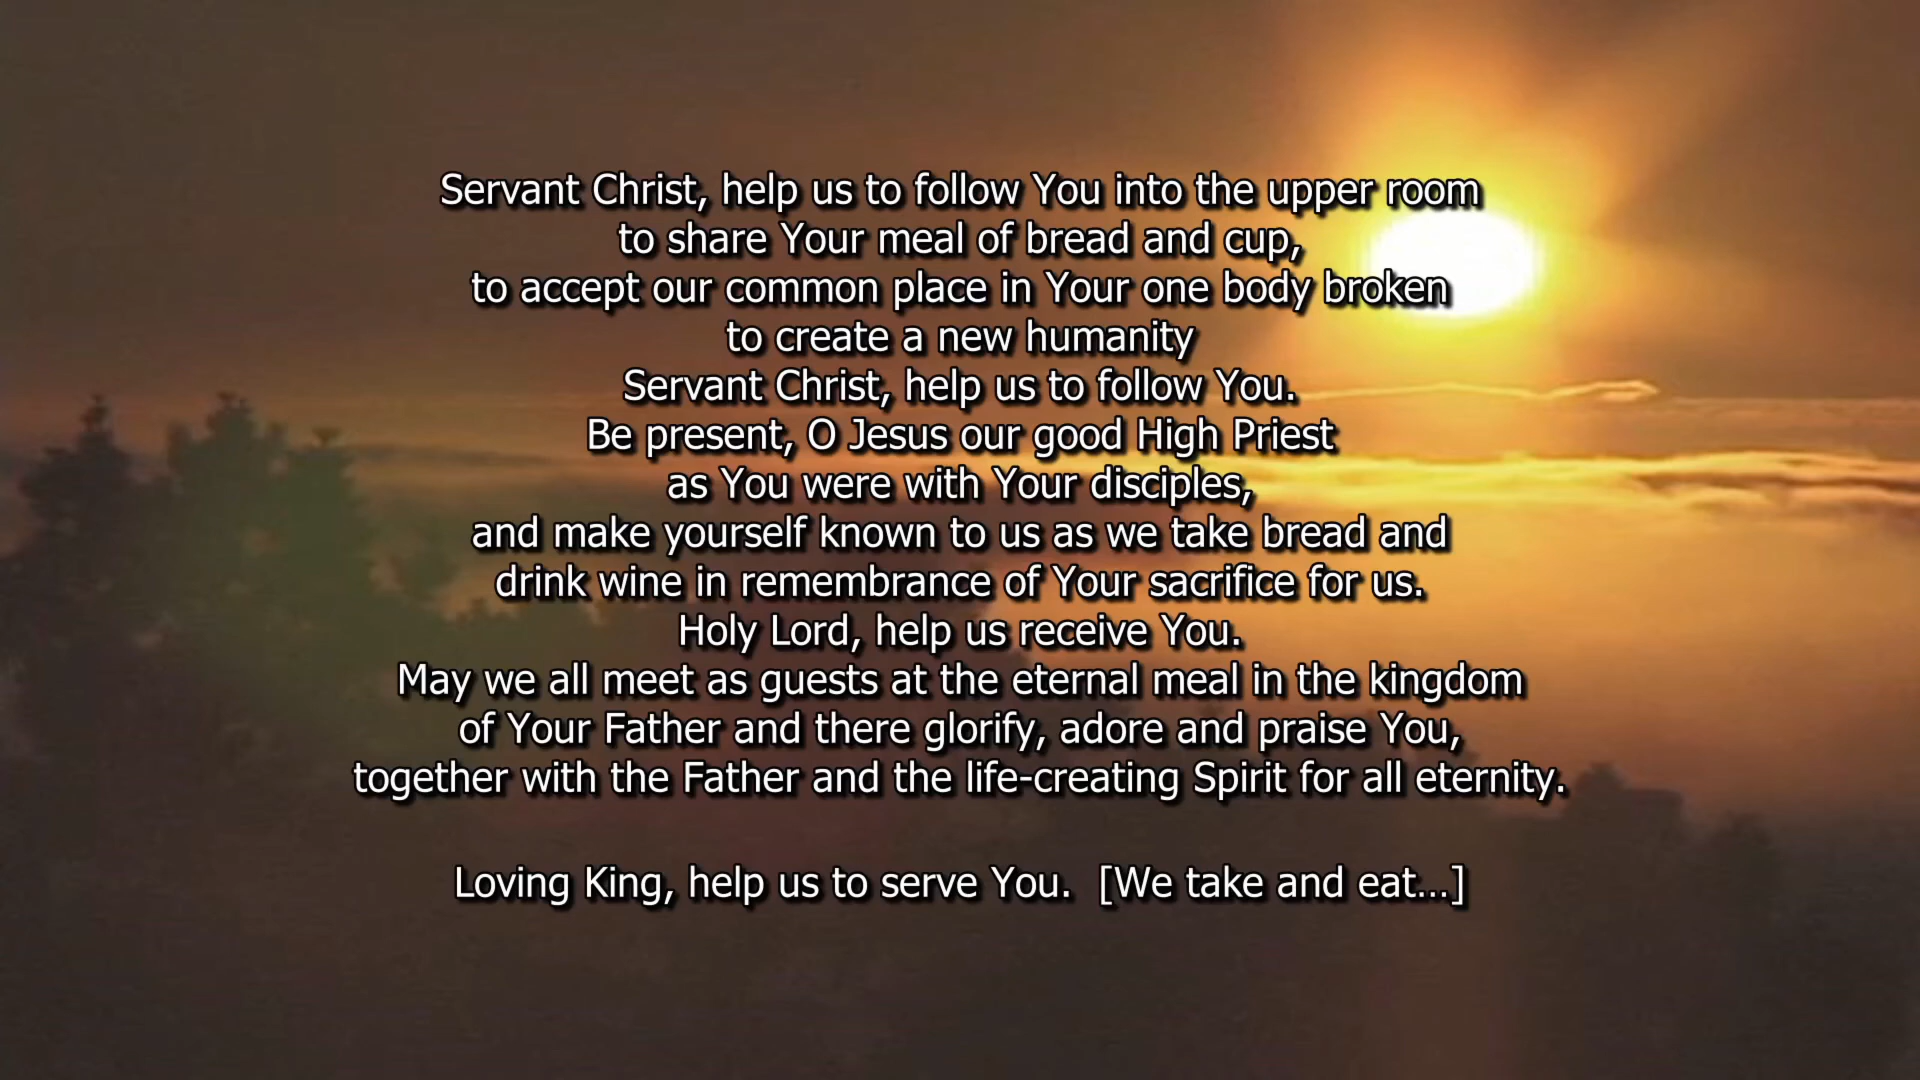 Servant Christ, help us to follow You into the upper room
to share Your meal of bread and cup,
to accept our common place in Your one body broken
to create a new humanity
Servant Christ, help us to follow You.
Be present, O Jesus our good High Priest
as You were with Your disciples,
and make yourself known to us as we take bread and
drink wine in remembrance of Your sacrifice for us.
Holy Lord, help us receive You.
May we all meet as guests at the eternal meal in the kingdom
of Your Father and there glorify, adore and praise You,
together with the Father and the life-creating Spirit for all eternity.
Loving King, help us to serve You.  [We take and eat…]